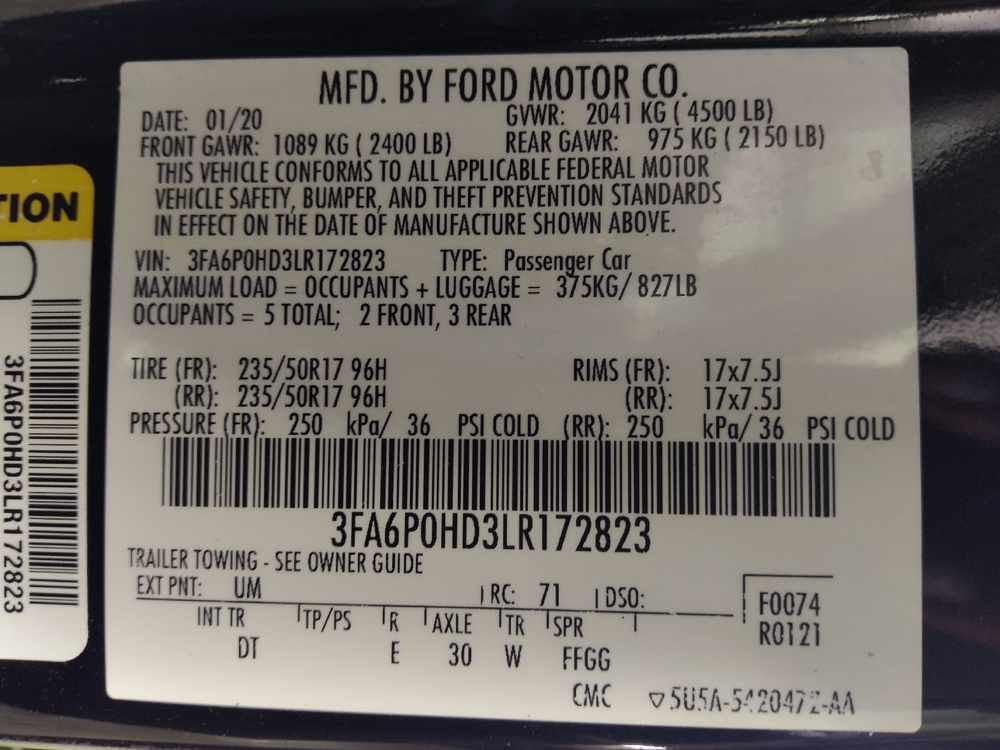 MFD. BY FORD MOTOR CO.
DATE: 01/20 GVWR: 2041 KG ( 4500 LB)
FRONT GAWR: 1089 KG ( 2400 LB) REAR GAWR: 975 KG ( 2150 LB)
THIS VEHICLE CONFORMS TO ALL APPLICABLE FEDERAL MOTOR
VEHICLE SAFETY, BUMPER, AND THEFT PREVENTION STANDARDS
IN EFFECT ON THE DATE OF MANUFACTURE SHOWN ABOVE.
VIN: 3FA6P0HD3LR172823 TYPE: Passenger Car
MAXIMUM LOAD = OCCUPANTS + LUGGAGE = 375KG/ 827LB
OCCUPANTS = 5 TOTAL; 2 FRONT, 3 REAR
TIRE (FR): 235/50R17 96H RIMS (FR): 17x7.5J
(RR): 235/50R17 96H (RR): 17x7.5J
PRESSURE (FR): 250 kPa/ 36 PSI COLD (RR): 250 kPa/ 36 PSI COLD
3FA6P0HD3LR172823
TRAILER TOWING - SEE OWNER GUIDE
EXT PNT: UM RC: 71 DSO:
F0074
R0121
INT TR TP/PS R AXLE TR SPR
DT E 30 W FFGG
CMC
TION
3FA6P0HD3LR172823